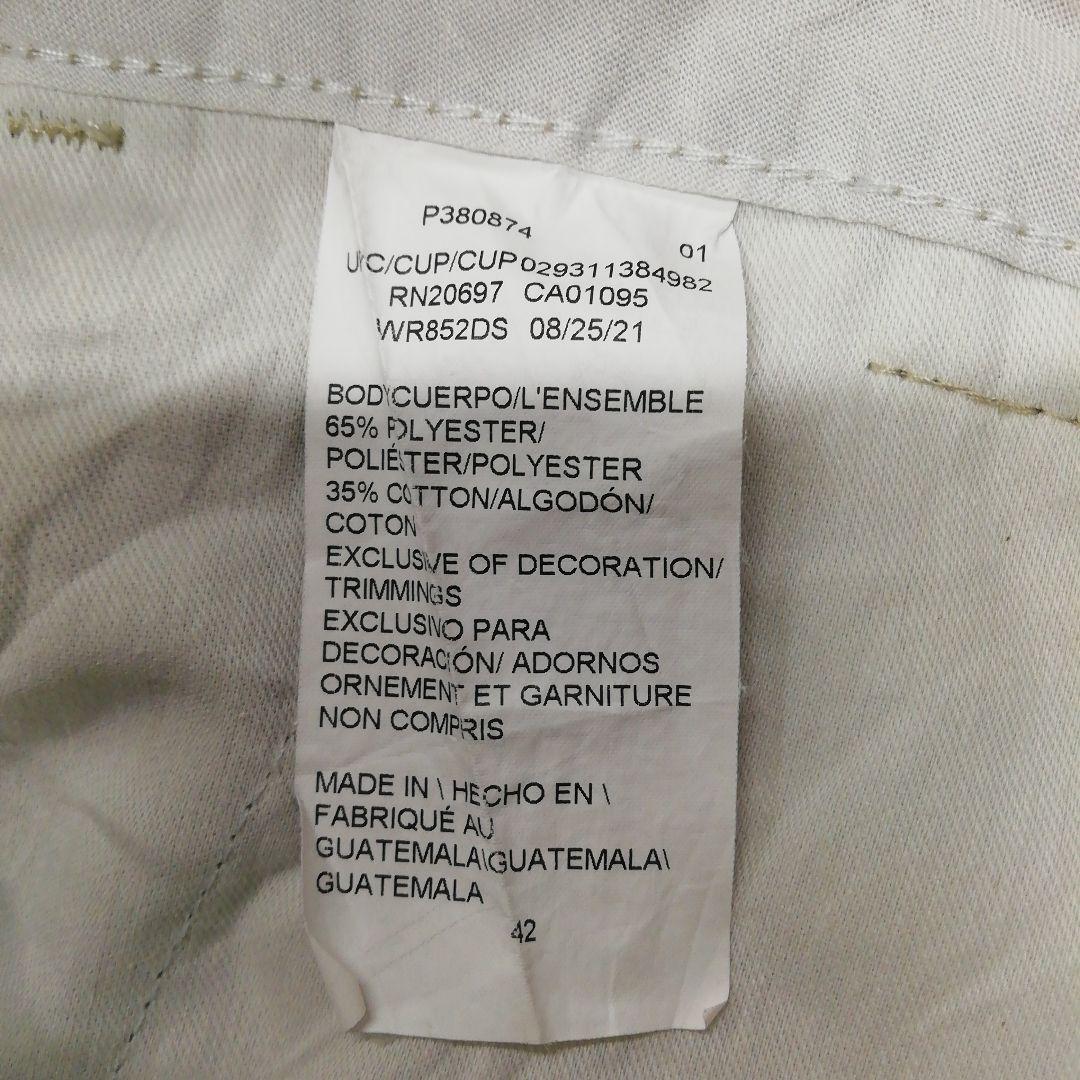 P380874
01
UPC/CUP/CUP 029311384982
RN20697 CA01095
WR852DS 08/25/21
BODY/CUERPO/L'ENSEMBLE
65% POLYESTER/
POLIÉSTER/POLYESTER
35% COTTON/ALGODÓN/
COTON
EXCLUSIVE OF DECORATION/
TRIMMINGS
EXCLUSINO PARA
DECORACIÓN/ ADORNOS
ORNEMENT ET GARNITURE
NON COMPRIS
MADE IN \ HECHO EN \
FABRIQUÉ AU
GUATEMALA\GUATEMALA\
GUATEMALA
42